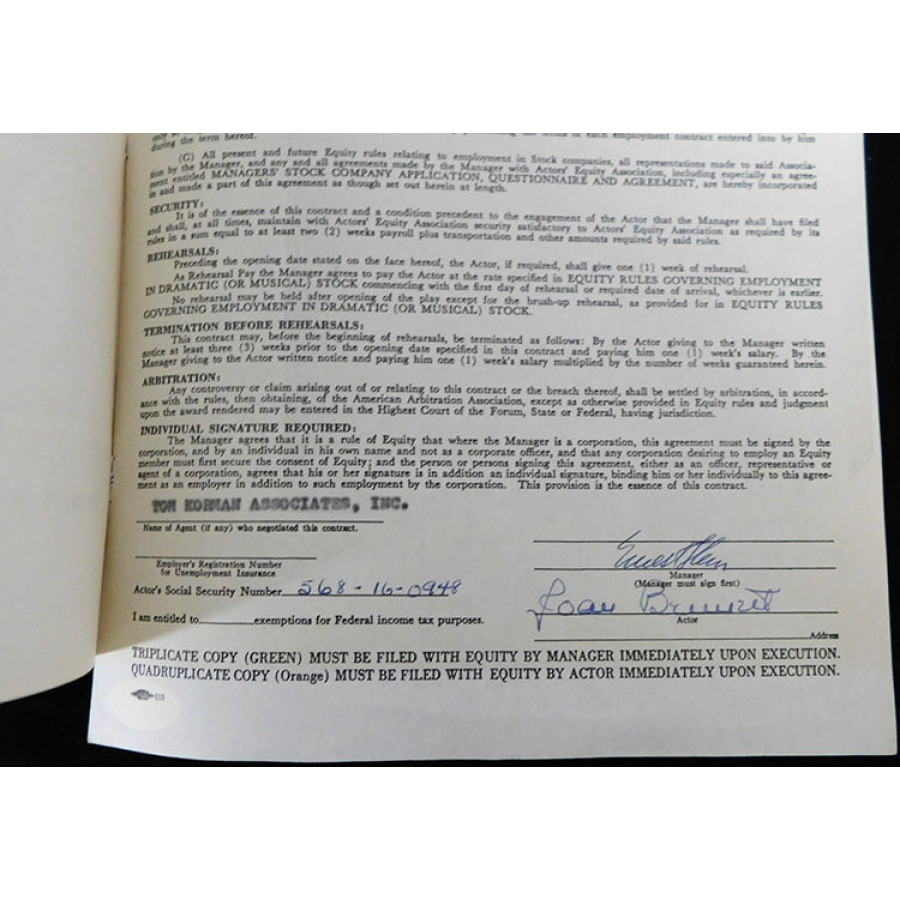 during the term hereof. of each employment contract entered into by him
(G) All present and future Equity rules relating to employment in Stock companies, all representations made to said Associa-
tion by the Manager, and any and all agreements made by the Manager with Actors' Equity Association, including especially an agree-
ment entitled MANAGERS' STOCK COMPANY APPLICATION, QUESTIONNAIRE AND AGREEMENT, are hereby incorporated
in and made a part of this agreement as though set out herein at length.
SECURITY:
It is of the essence of this contract and a condition precedent to the engagement of the Actor that the Manager shall have filed
and shall, at all times, maintain with Actors' Equity Association security satisfactory to Actors' Equity Association as required by its
rules in a sum equal to at least two (2) weeks payroll plus transportation and other amounts required by said rules.
REHEARSALS:
Preceding the opening date stated on the face hereof, the Actor, if required, shall give one (1) week of rehearsal.
As Rehearsal Pay the Manager agrees to pay the Actor at the rate specified in EQUITY RULES GOVERNING EMPLOYMENT
IN DRAMATIC (OR MUSICAL) STOCK commencing with the first day of rehearsal or required date of arrival, whichever is earlier.
No rehearsal may be held after opening of the play except for the brush-up rehearsal, as provided for in EQUITY RULES
GOVERNING EMPLOYMENT IN DRAMATIC (OR MUSICAL) STOCK.
TERMINATION BEFORE REHEARSALS:
This contract may, before the beginning of rehearsals, be terminated as follows: By the Actor giving to the Manager written
notice at least three (3) weeks prior to the opening date specified in this contract and paying him one (1) week's salary. By the
Manager giving to the Actor written notice and paying him one (1) week's salary multiplied by the number of weeks guaranteed herein.
ARBITRATION:
Any controversy or claim arising out of or relating to this contract or the breach thereof, shall be settled by arbitration, in accord-
ance with the rules, then obtaining, of the American Arbitration Association, except as otherwise provided in Equity rules and judgment
upon the award rendered may be entered in the Highest Court of the Forum, State or Federal, having jurisdiction.
INDIVIDUAL SIGNATURE REQUIRED:
The Manager agrees that it is a rule of Equity that where the Manager is a corporation, this agreement must be signed by the
corporation, and by an individual in his own name and not as a corporate officer, and that any corporation desiring to employ an Equity
member must first secure the consent of Equity; and the person or persons signing this agreement, either as an officer, representative or
agent of a corporation, agrees that his or her signature is in addition an individual signature, binding him or her individually to this agree-
ment as an employer in addition to such employment by the corporation. This provision is the essence of this contract.
TOM KORMAN ASSOCIATES, INC.
Name of Agent (if any) who negotiated this contract.
Employer's Registration Number
for Unemployment Insurance
Manager
(Manager must sign first)
Actor's Social Security Number 568-16-0948
Joan Bennett
Actor
I am entitled to exemptions for Federal income tax purposes.
Address
TRIPLICATE COPY (GREEN) MUST BE FILED WITH EQUITY BY MANAGER IMMEDIATELY UPON EXECUTION.
QUADRUPLICATE COPY (Orange) MUST BE FILED WITH EQUITY BY ACTOR IMMEDIATELY UPON EXECUTION.